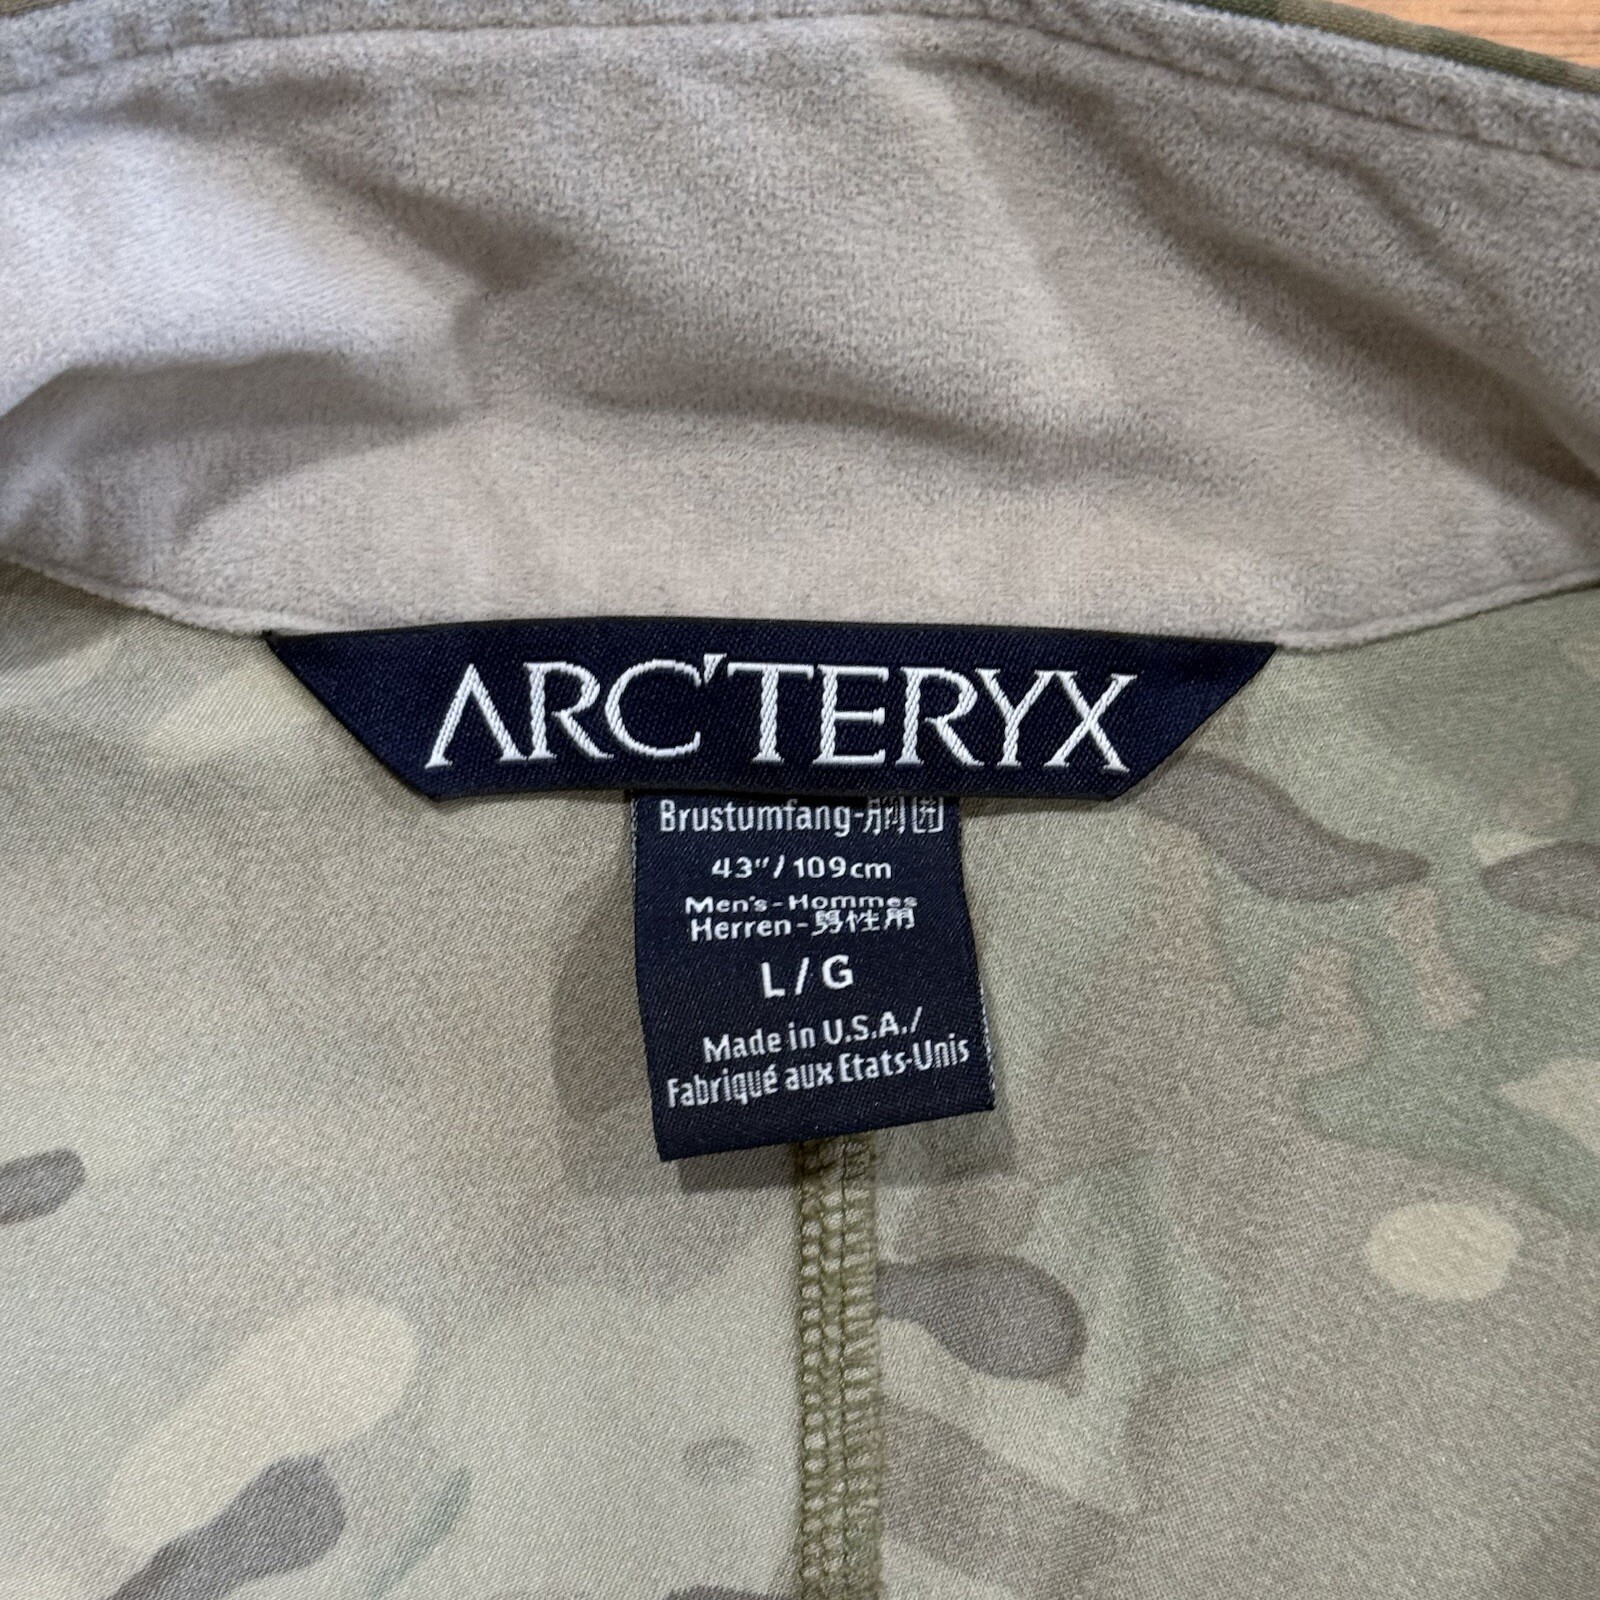 ARC'TERYX
Brustumfang-胸囲
43"/109cm
Men's-Hommes
Herren-男性用
L/G
Made in U.S.A./
Fabriqué aux Etats-Unis